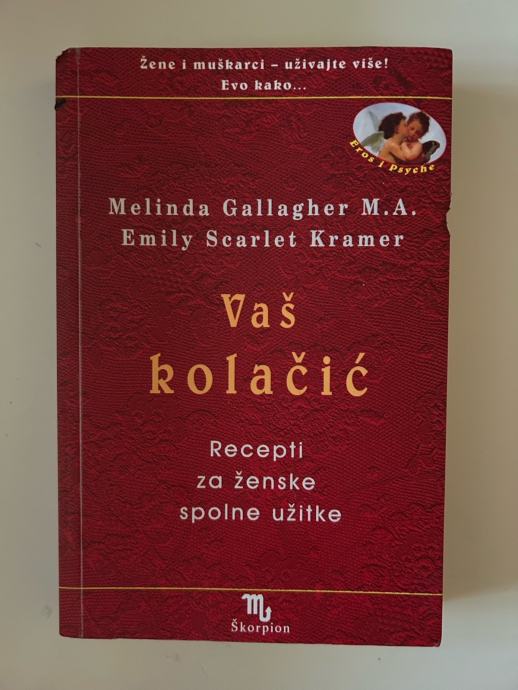 Žene i muškarci – uživajte više!
Evo kako...
Eros i Psyche
Melinda Gallagher M.A.
Emily Scarlet Kramer
Vaš
kolačić
Recepti
za ženske
spolne užitke
Škorpion